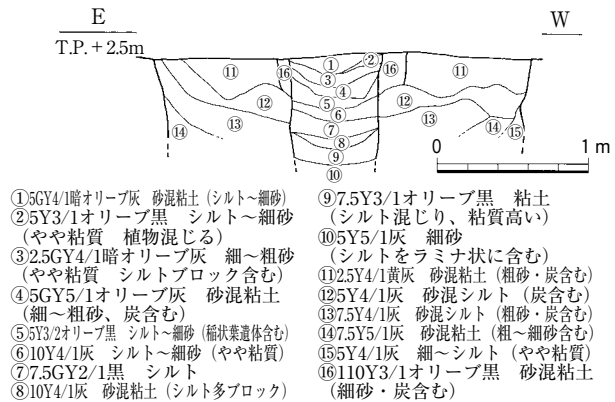 E
W
T.P.+2.5m
① ② ③ ④ ⑤ ⑥ ⑦ ⑧ ⑨ ⑩ ⑪ ⑪ ⑫ ⑫ ⑬ ⑬ ⑭ ⑭ ⑮ ⑯ ⑯
0 1 m
①5GY4/1暗オリーブ灰 砂混粘土（シルト～細砂）
②5Y3/1オリーブ黒 シルト～細砂
（やや粘質 植物混じる）
③2.5GY4/1暗オリーブ灰 細～粗砂
（やや粘質 シルトブロック含む）
④5GY5/1オリーブ灰 砂混粘土
（細～粗砂、炭含む）
⑤5Y3/2オリーブ黒 シルト～細砂（稲状葉遺体含む）
⑥10Y4/1灰 シルト～細砂（やや粘質）
⑦7.5GY2/1黒 シルト
⑧10Y4/1灰 砂混粘土（シルト多ブロック）
⑨7.5Y3/1オリーブ黒 粘土
（シルト混じり、粘質高い）
⑩5Y5/1灰 細砂
（シルトをラミナ状に含む）
⑪2.5Y4/1黄灰 砂混粘土（粗砂・炭含む）
⑫5Y4/1灰 砂混シルト（炭含む）
⑬7.5Y4/1灰 砂混シルト（粗砂・炭含む）
⑭7.5Y5/1灰 砂混粘土（粗～細砂含む）
⑮5Y4/1灰 細～シルト（やや粘質）
⑯110Y3/1オリーブ黒 砂混粘土
（細砂・炭含む）